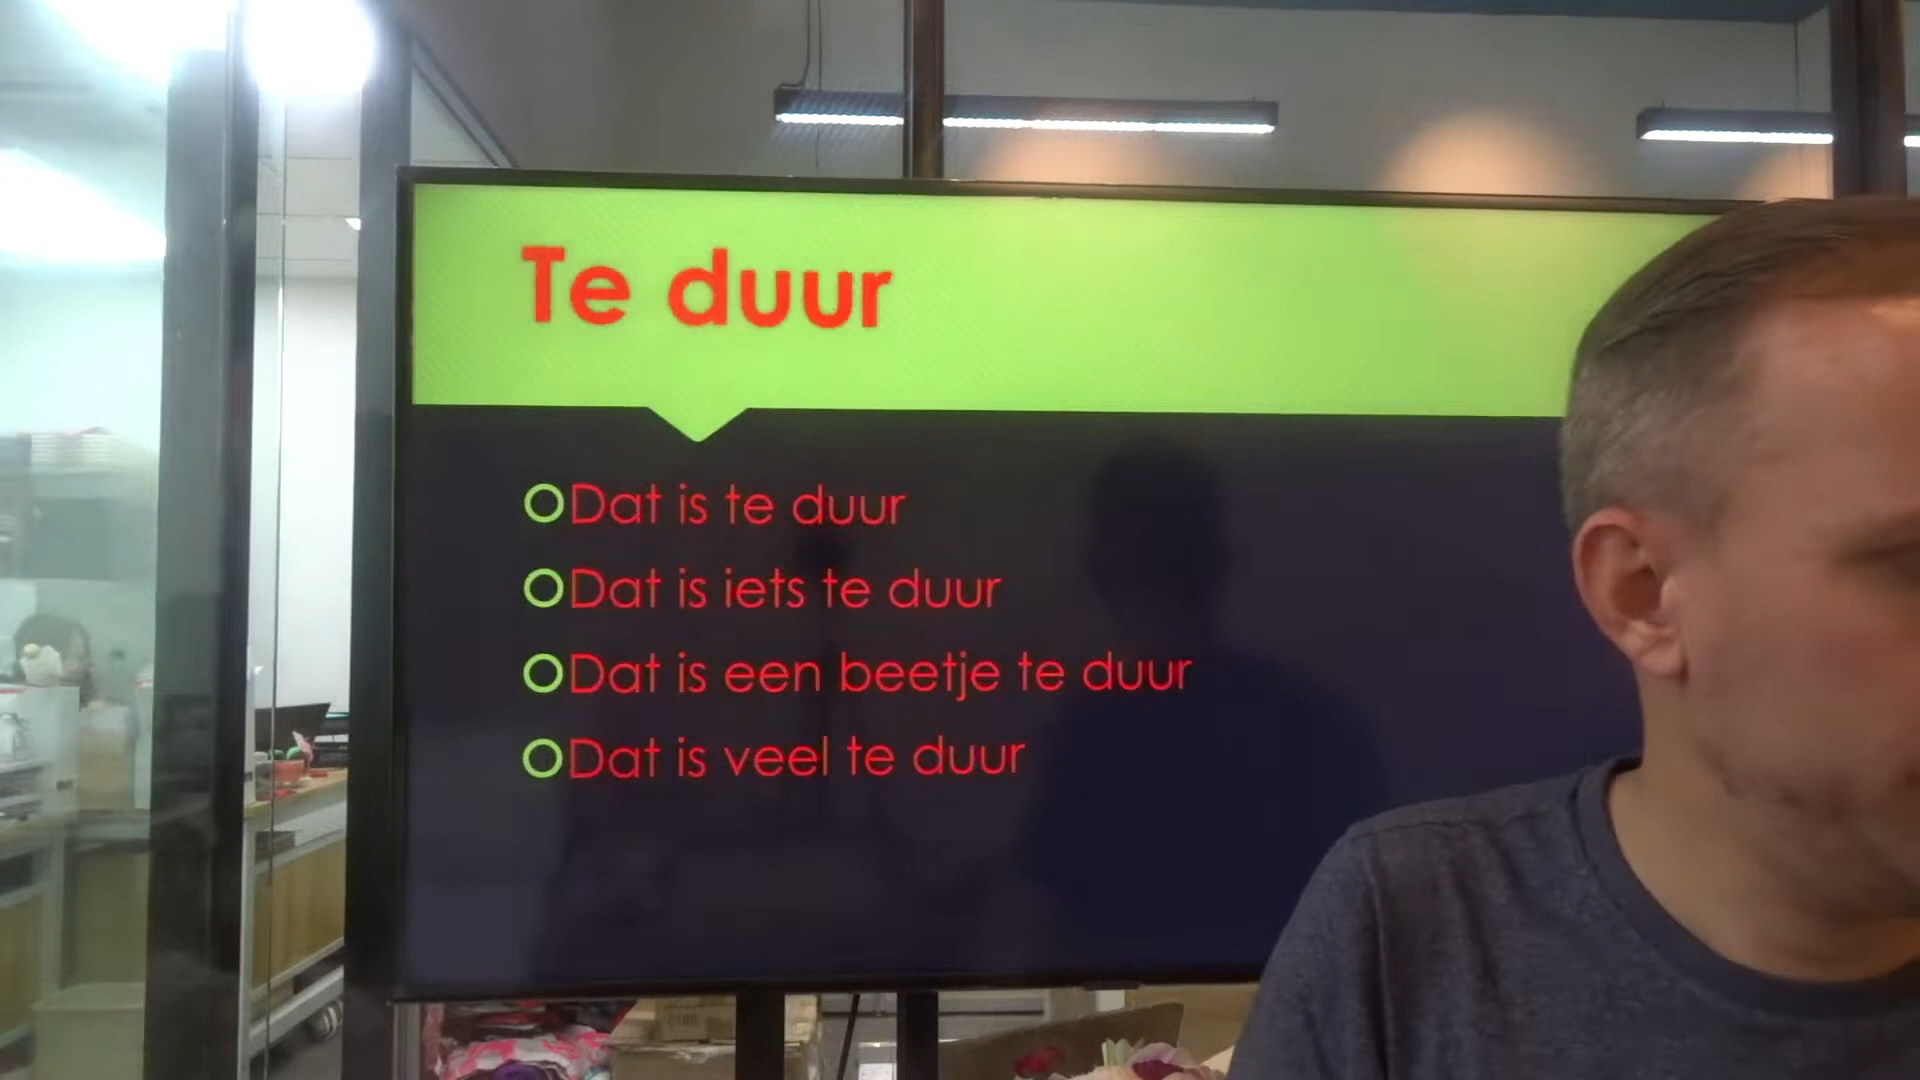 Te duur
Dat is te duur
Dat is iets te duur
Dat is een beetje te duur
Dat is veel te duur